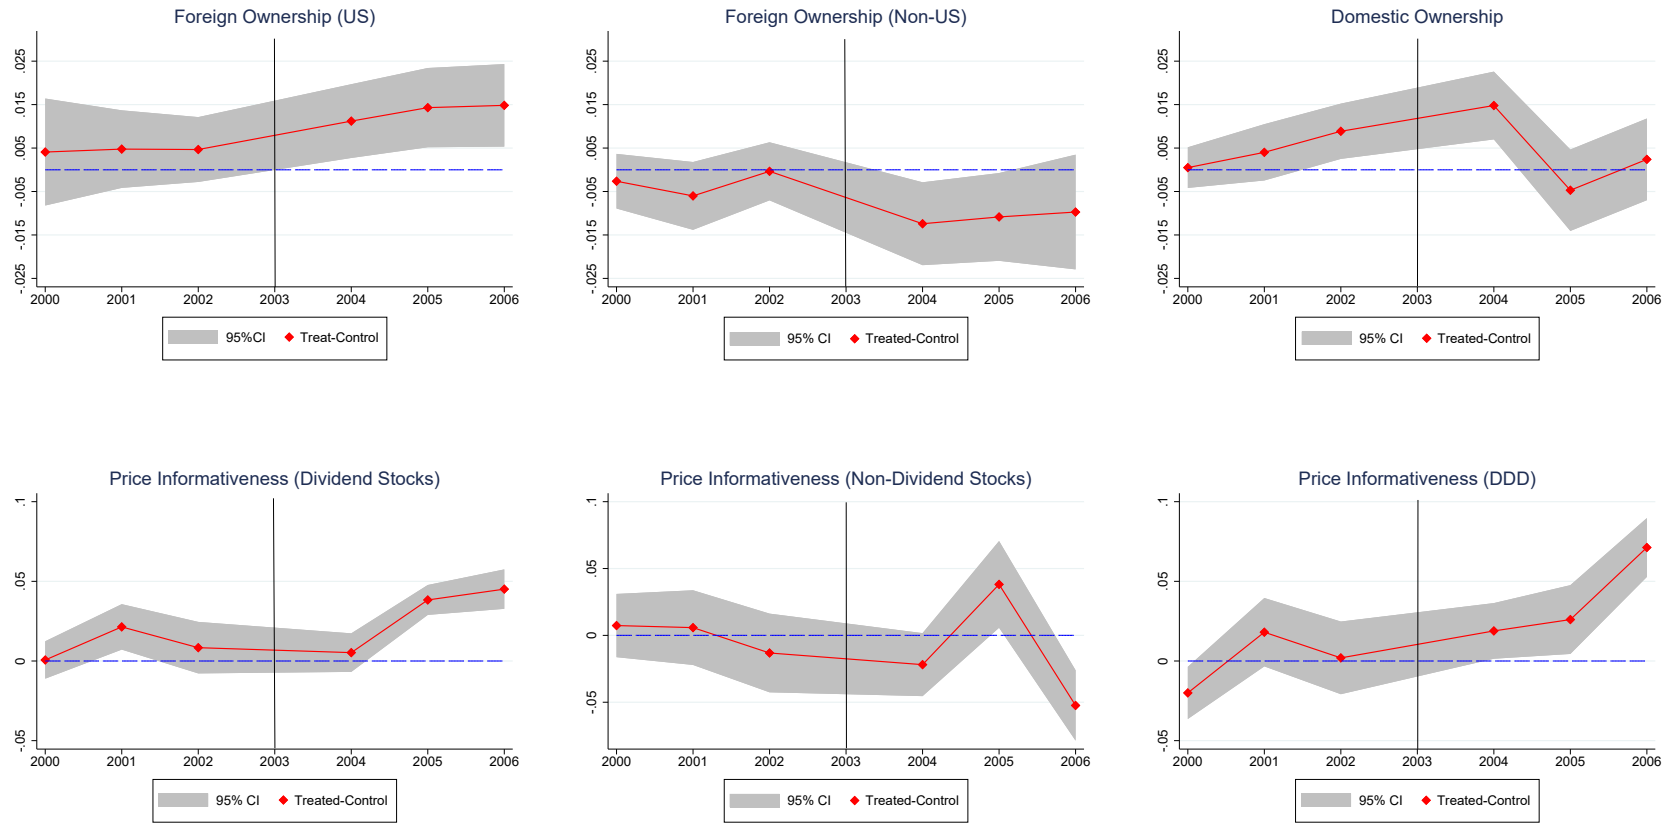 Foreign Ownership (US)
.025
.015
.005
-.005
-.015
-.025
2000 2001 2002 2003 2004 2005 2006
95%CI Treat-Control
Foreign Ownership (Non-US)
.025
.015
.005
-.005
-.015
-.025
2000 2001 2002 2003 2004 2005 2006
95% CI Treated-Control
Domestic Ownership
.025
.015
.005
-.005
-.015
-.025
2000 2001 2002 2003 2004 2005 2006
95% CI Treated-Control
Price Informativeness (Dividend Stocks)
.1
.05
0
-.05
2000 2001 2002 2003 2004 2005 2006
95% CI Treated-Control
Price Informativeness (Non-Dividend Stocks)
.1
.05
0
-.05
2000 2001 2002 2003 2004 2005 2006
95% CI Treated-Control
Price Informativeness (DDD)
.1
.05
0
-.05
2000 2001 2002 2003 2004 2005 2006
95% CI Treated-Control